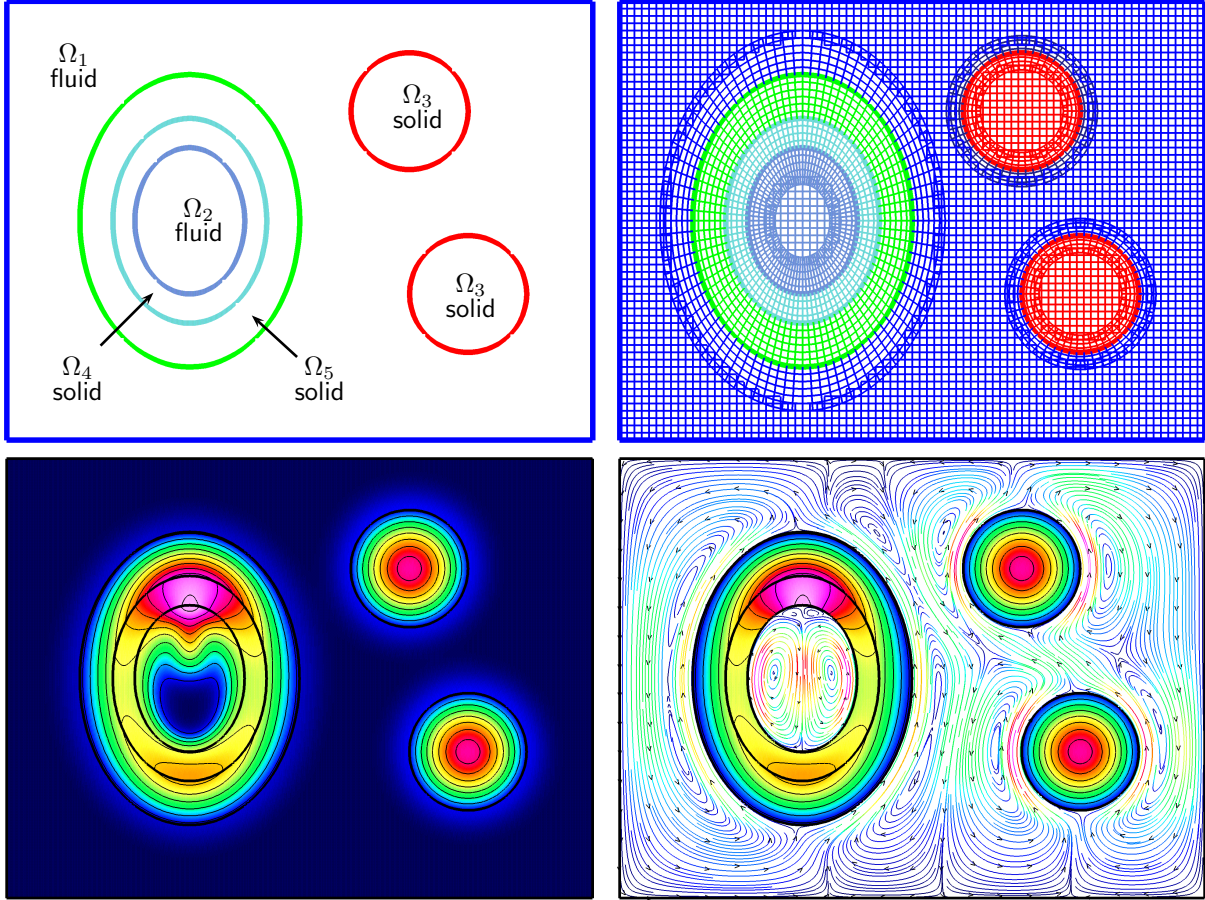 Ω₁
fluid
Ω₃
solid
Ω₂
fluid
Ω₃
solid
Ω₄
solid
Ω₅
solid